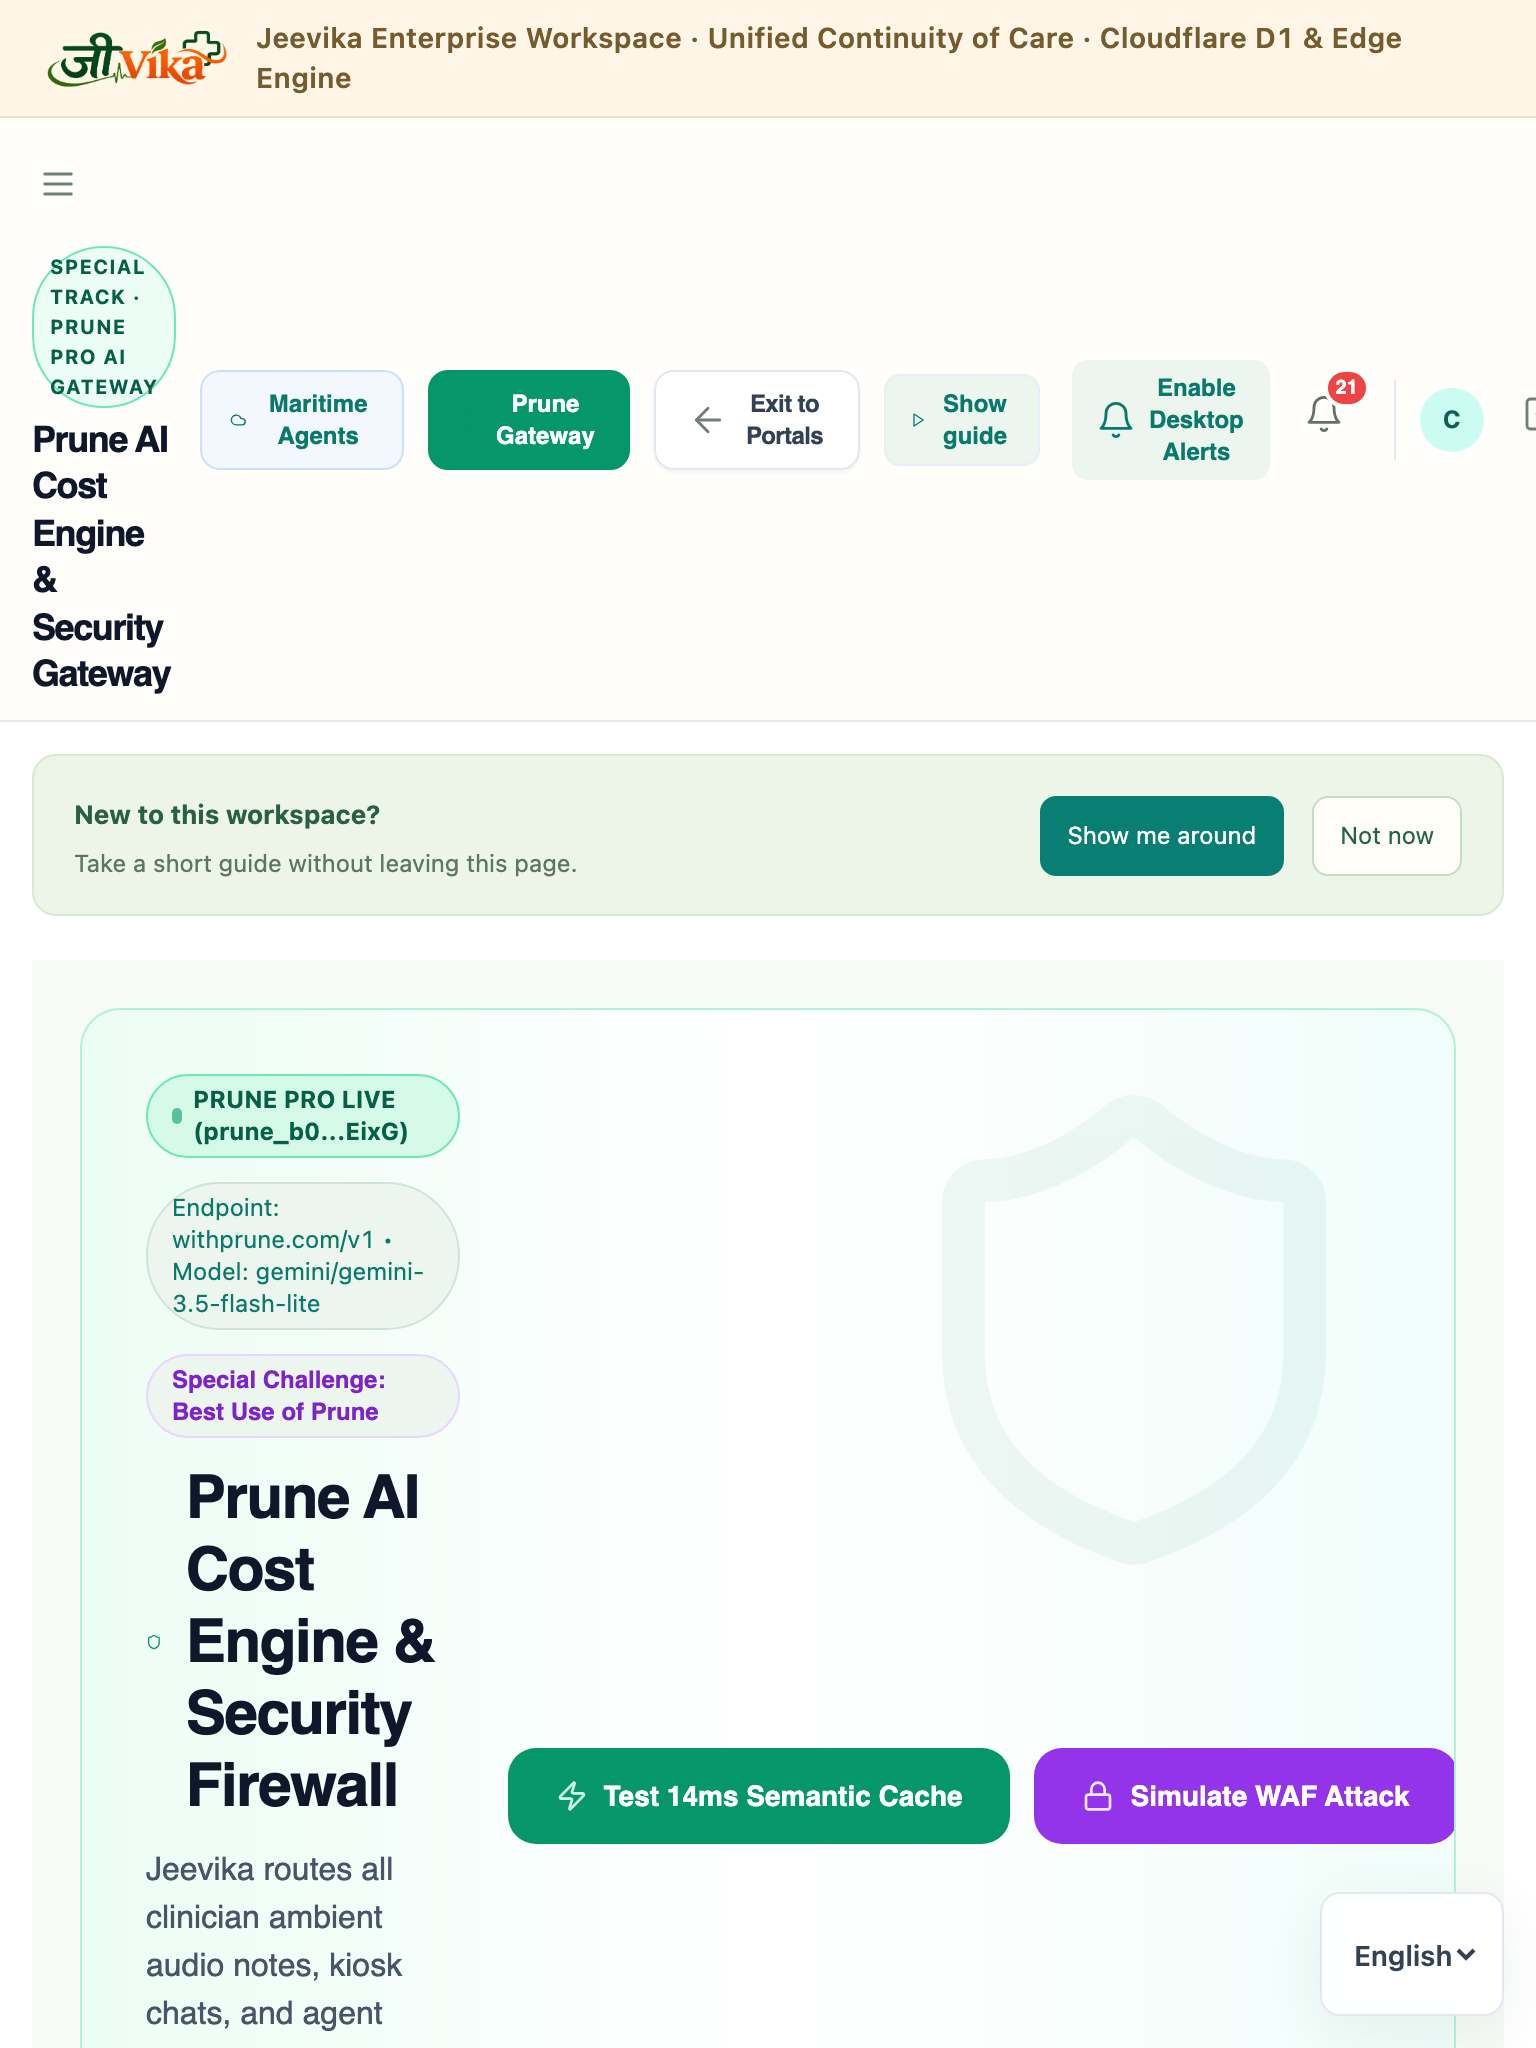 जीvika
Jeevika Enterprise Workspace · Unified Continuity of Care · Cloudflare D1 & Edge
Engine
SPECIAL
TRACK ·
PRUNE
PRO AI
GATEWAY
Prune AI
Cost
Engine
&
Security
Gateway
Maritime
Agents
Prune
Gateway
Exit to
Portals
Show
guide
Enable
Desktop
Alerts
21
C
New to this workspace?
Take a short guide without leaving this page.
Show me around
Not now
PRUNE PRO LIVE
(prune_b0...EixG)
Endpoint:
withprune.com/v1 •
Model: gemini/gemini-
3.5-flash-lite
Special Challenge:
Best Use of Prune
Prune AI
Cost
Engine &
Security
Firewall
Test 14ms Semantic Cache
Simulate WAF Attack
Jeevika routes all
clinician ambient
audio notes, kiosk
chats, and agent
English